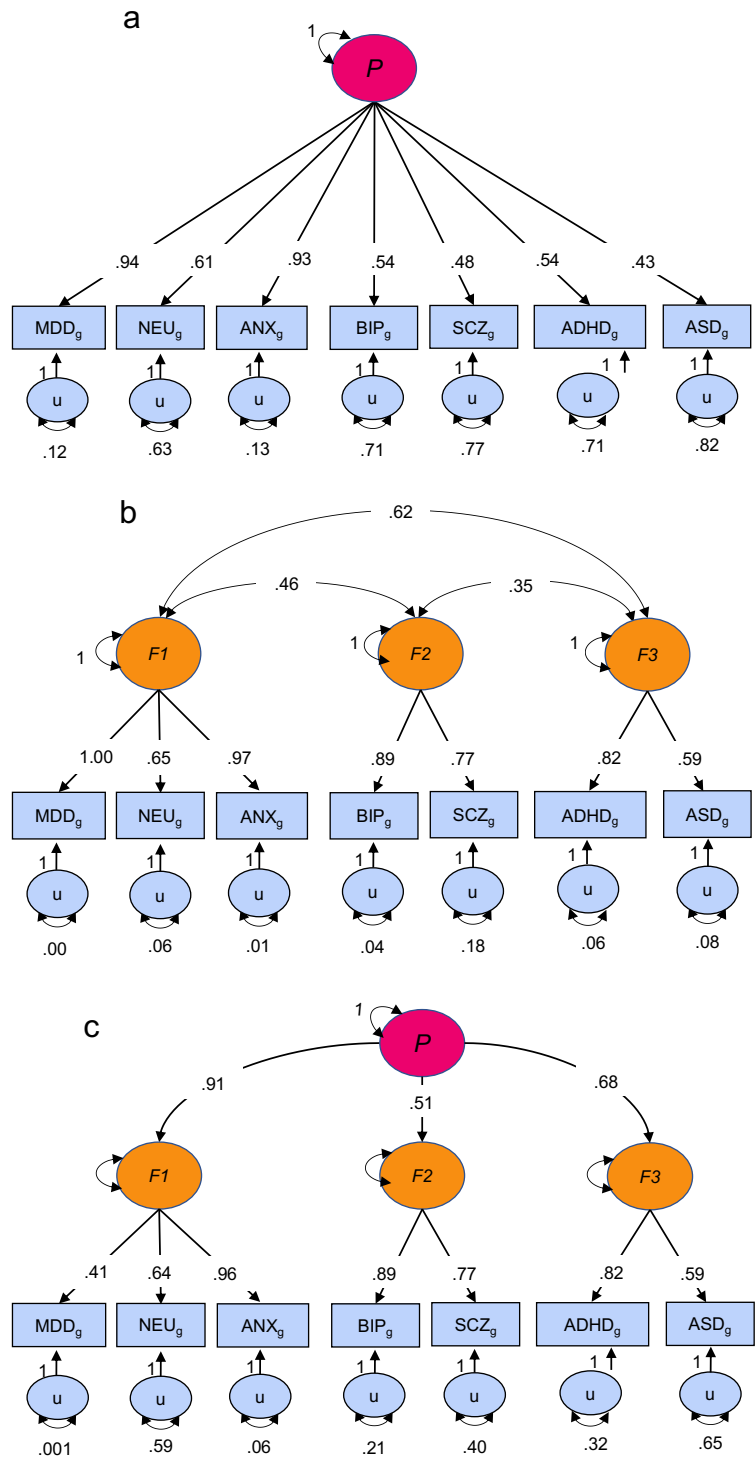 a
1
P
.94 .61 .93 .54 .48 .54 .43
MDDg NEUg ANXg BIPg SCZg ADHDg ASDg
1 1 1 1 1 1 1
u u u u u u u
.12 .63 .13 .71 .77 .71 .82
b
.62
.46 .35
1 F1 1 F2 1 F3
1.00 .65 .97 .89 .77 .82 .59
MDDg NEUg ANXg BIPg SCZg ADHDg ASDg
1 1 1 1 1 1 1
u u u u u u u
.00 .06 .01 .04 .18 .06 .08
c
1
P
.91 .51 .68
F1 F2 F3
.41 .64 .96 .89 .77 .82 .59
MDDg NEUg ANXg BIPg SCZg ADHDg ASDg
1 1 1 1 1 1 1
u u u u u u u
.001 .59 .06 .21 .40 .32 .65